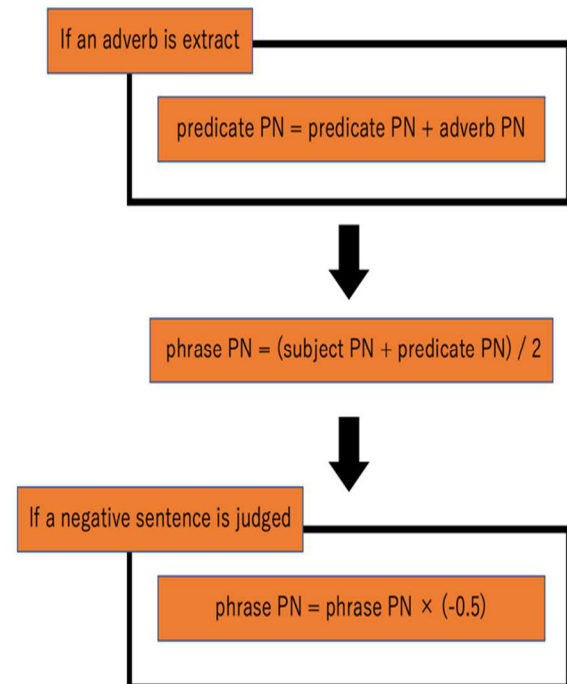 If an adverb is extract
predicate PN = predicate PN + adverb PN
phrase PN = (subject PN + predicate PN) / 2
If a negative sentence is judged
phrase PN = phrase PN × (-0.5)